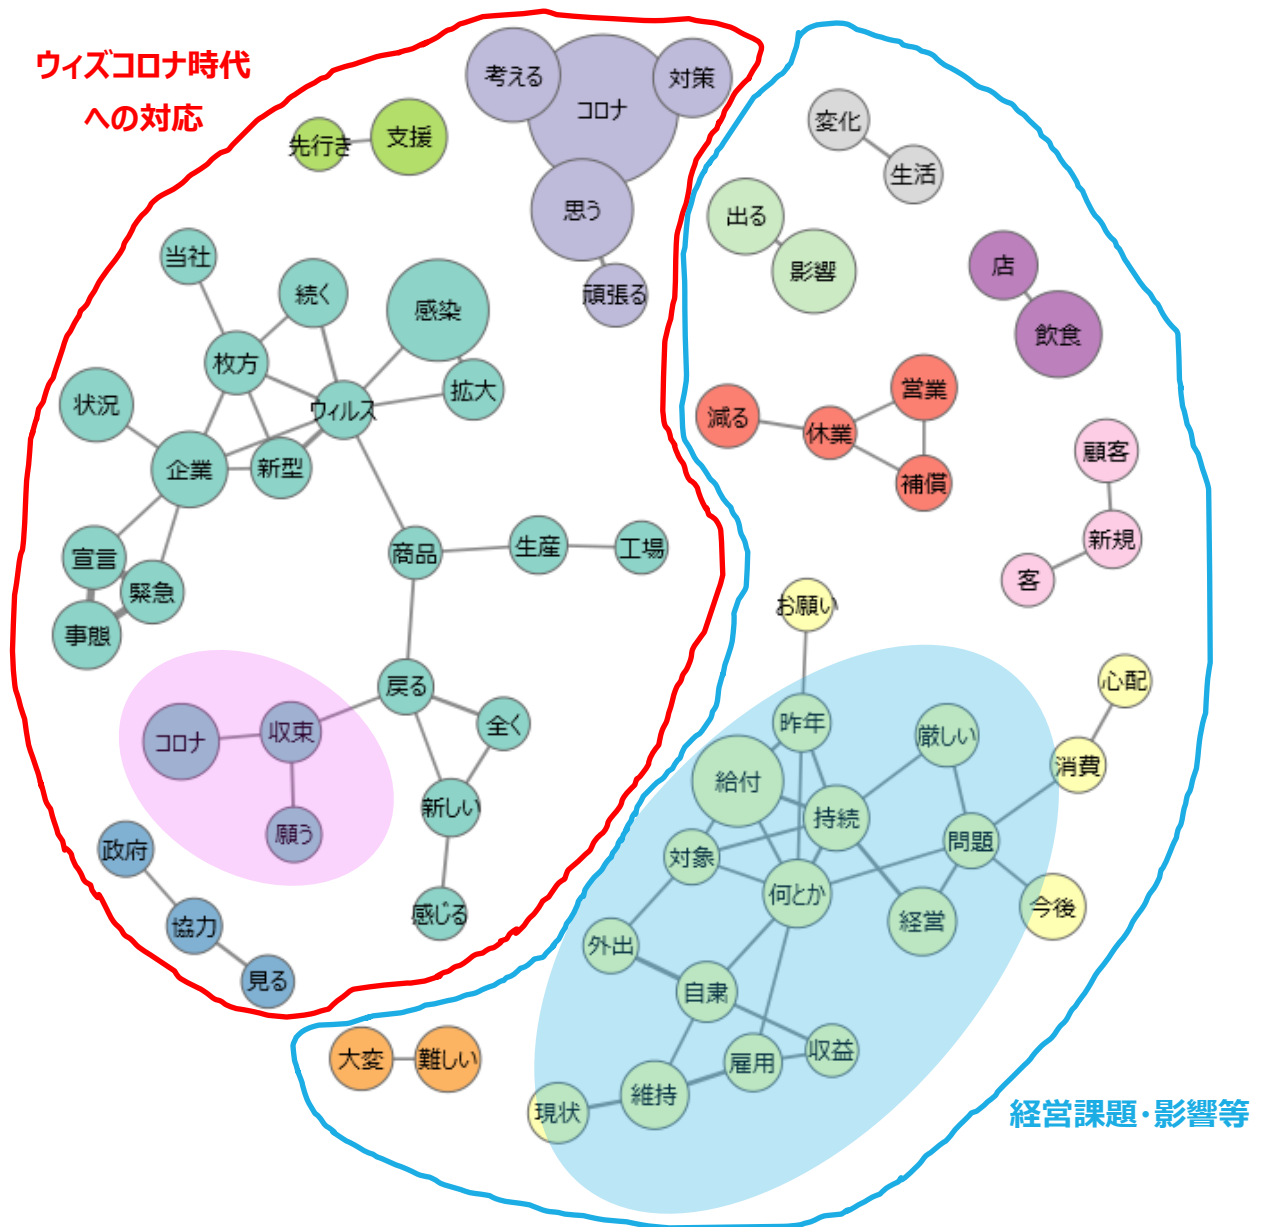 ウィズコロナ時代
への対応
考える
コロナ
対策
先行き
支援
思う
頑張る
当社
続く
感染
枚方
拡大
状況
ウィルス
企業
新型
宣言
緊急
事態
商品
生産
工場
戻る
全く
コロナ
収束
新しい
願う
政府
感じる
協力
見る
変化
生活
出る
影響
店
飲食
営業
減る
休業
補償
顧客
新規
客
お願い
心配
昨年
厳しい
消費
給付
持続
問題
対象
何とか
今後
経営
外出
自粛
収益
雇用
維持
現状
大変
難しい
経営課題・影響等